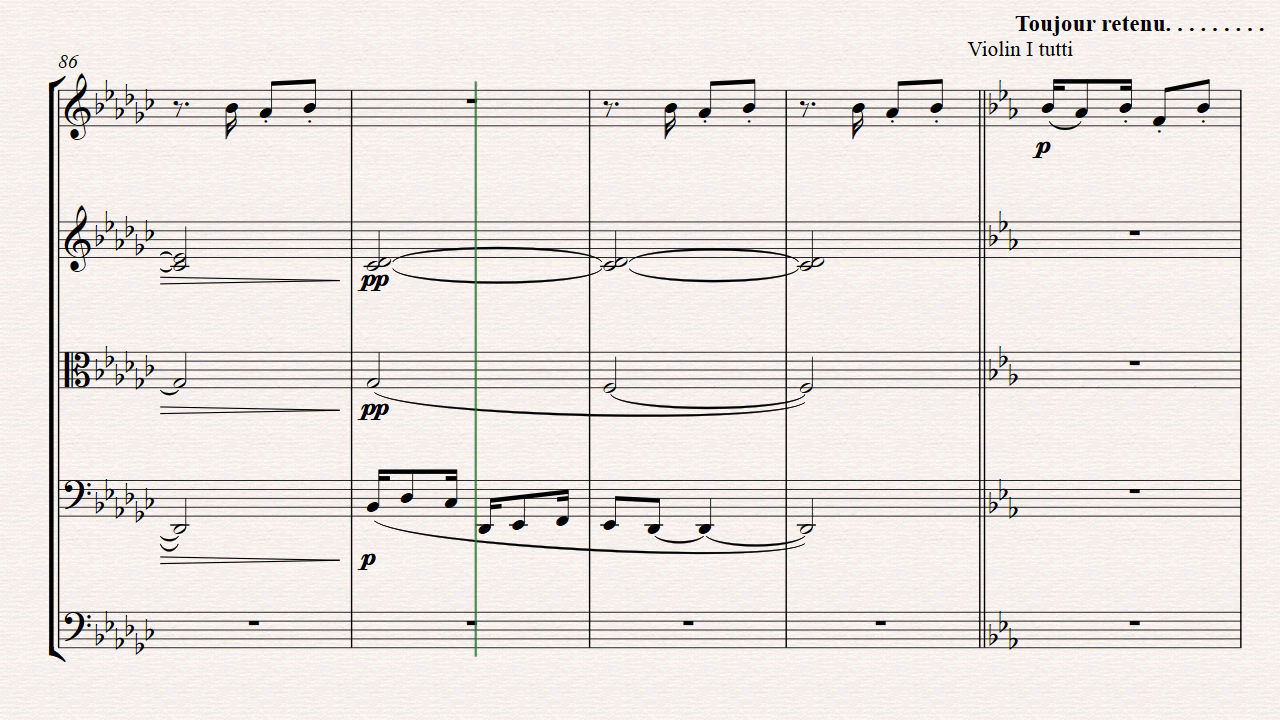 Toujour retenu. . . . . . . . .
Violin I tutti
86
p
pp
pp
p